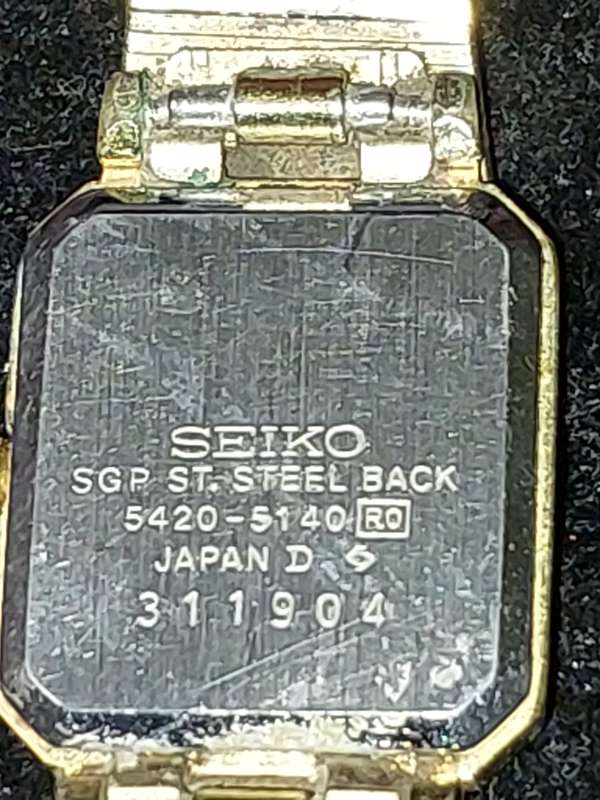 SEIKO
SGP ST. STEEL BACK
5420-5140 R0
JAPAN D
311904